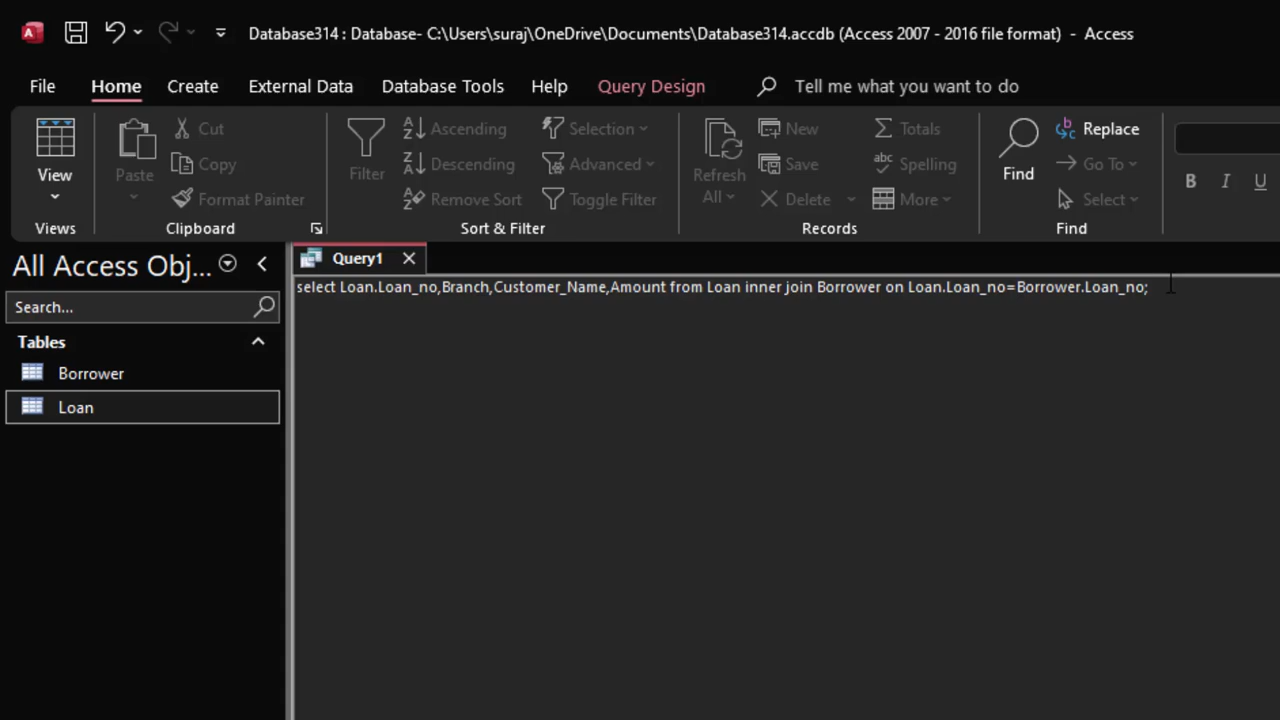 Database314 : Database- C:\Users\suraj\OneDrive\Documents\Database314.accdb (Access 2007 - 2016 file format) - Access
File Home Create External Data Database Tools Help Query Design Tell me what you want to do
View
Views
Paste
Cut
Copy
Format Painter
Clipboard
Filter
Ascending
Descending
Remove Sort
Selection
Advanced
Toggle Filter
Sort & Filter
Refresh
All
New
Save
Delete
Totals
Spelling
More
Records
Find
Replace
Go To
Select
Find
B I U
All Access Obj...
Search...
Tables
Borrower
Loan
Query1
select Loan.Loan_no,Branch,Customer_Name,Amount from Loan inner join Borrower on Loan.Loan_no=Borrower.Loan_no;